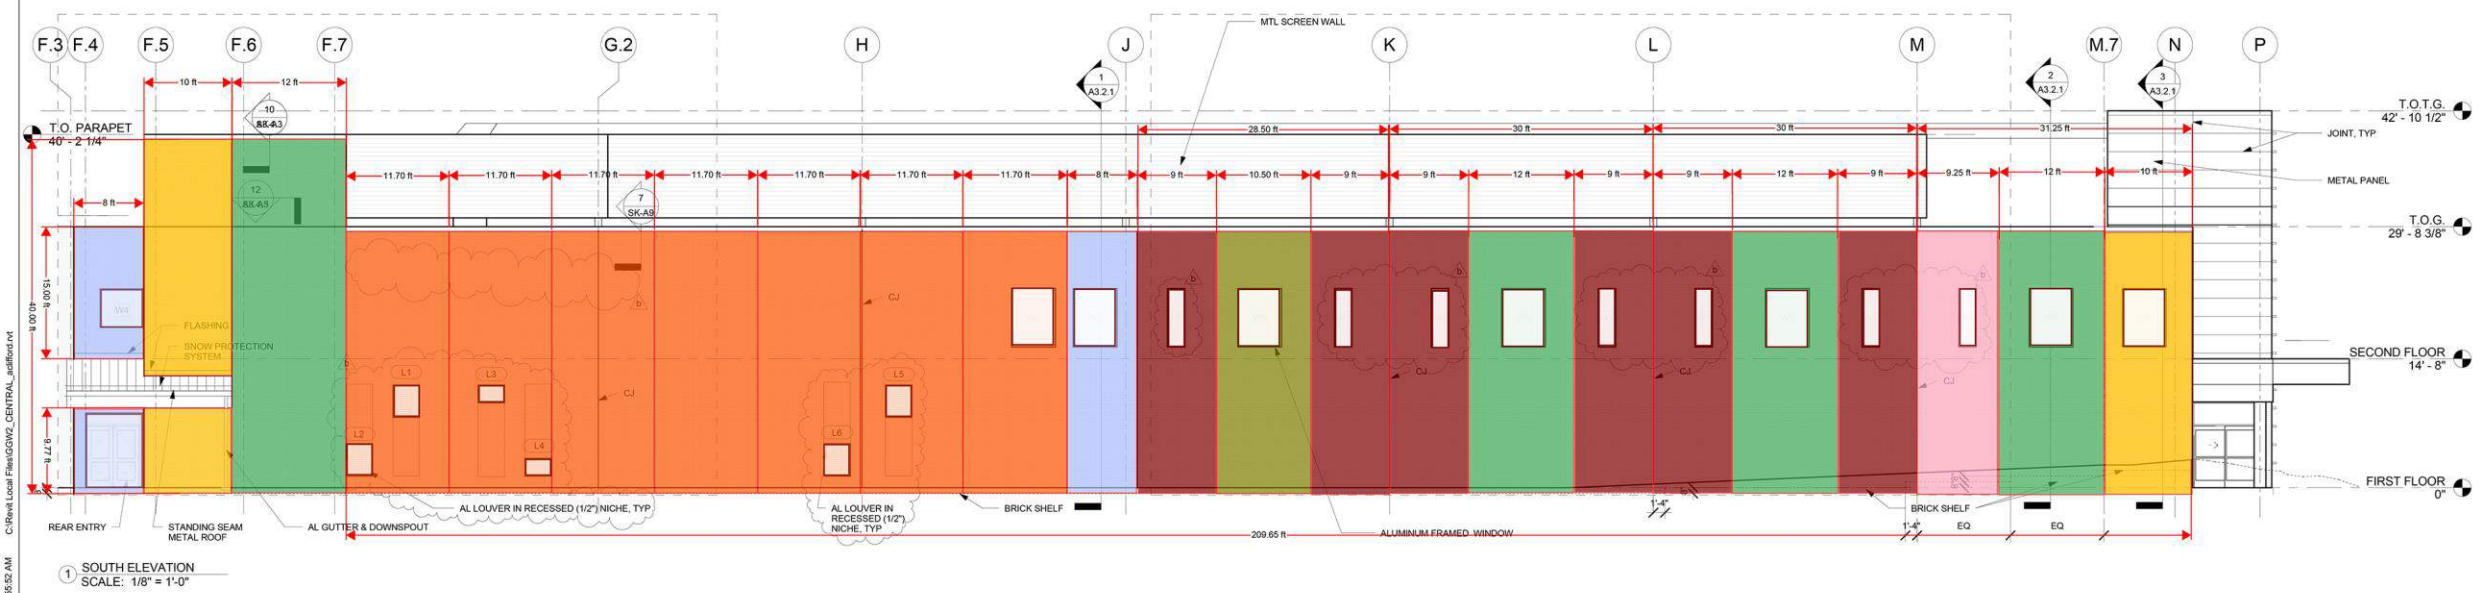 MTL SCREEN WALL
F.3 F.4 F.5 F.6 F.7 G.2 H J K L M M.7 N P
1
A3.2.1
2
A3.2.1
3
A3.2.1
10 ft 12 ft
10
T.O.T.G.
42' - 10 1/2"
T.O. PARAPET
40' - 2 1/4"
28.50 ft 30 ft 30 ft 31.25 ft
JOINT, TYP
METAL PANEL
11.70 ft 11.70 ft 11.70 ft 11.70 ft 11.70 ft 11.70 ft 11.70 ft 8 ft 9 ft 10.50 ft 9 ft 9 ft 12 ft 9 ft 9 ft 12 ft 9 ft 9.25 ft 12 ft 10 ft
12
7
SK-A9
8 ft
T.O.G.
29' - 8 3/8"
15.00 ft
40.00 ft
9.77 ft
b b b b b b
W4
CJ
FLASHING
SNOW PROTECTION
SYSTEM
SECOND FLOOR
14' - 8"
L1 L3 L5
CJ CJ CJ CJ
L2 L4 L6
FIRST FLOOR
0"
REAR ENTRY
STANDING SEAM
METAL ROOF
AL GUTTER & DOWNSPOUT
AL LOUVER IN RECESSED (1/2") NICHE, TYP
AL LOUVER IN
RECESSED (1/2")
NICHE, TYP
BRICK SHELF
1'-4"
BRICK SHELF
1'-4" EQ EQ
209.65 ft
ALUMINUM FRAMED WINDOW
1 SOUTH ELEVATION
SCALE: 1/8" = 1'-0"
C:\Revit Local Files\GGW2_CENTRAL_adifford.rvt
55:52 AM